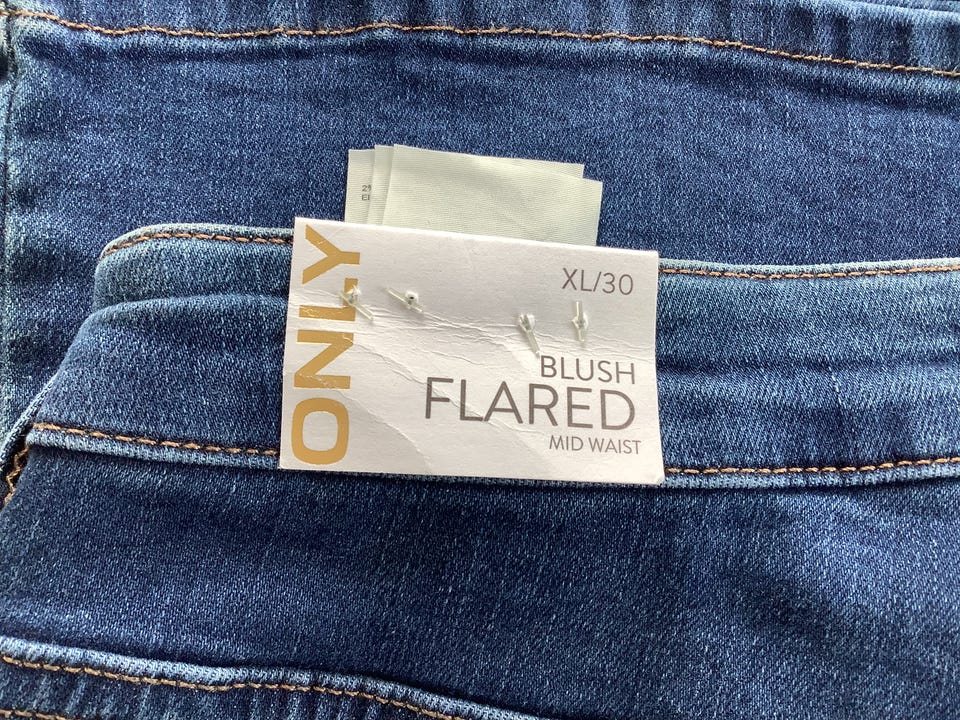 ONLY
XL/30
BLUSH
FLARED
MID WAIST